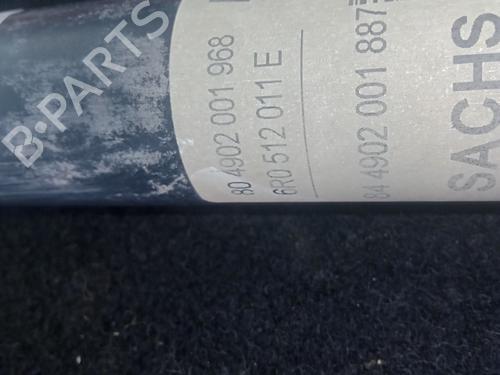 B-PARTS
80 4902 001 968
6R0 512 011 E
84 4902 001 887
SACHS